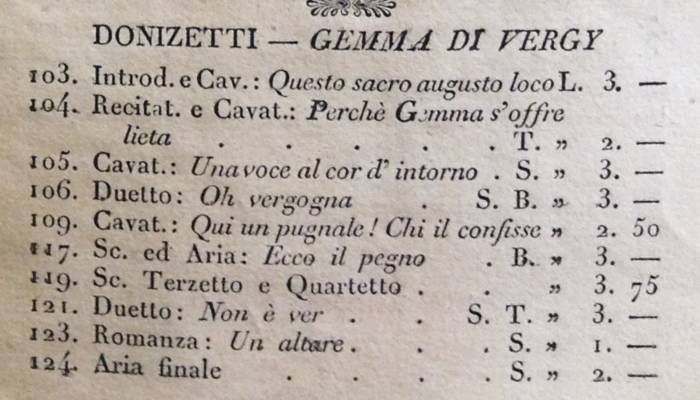 DONIZETTI — GEMMA DI VERGY
103. Introd. e Cav.: Questo sacro augusto loco L. 3. —
104. Recitat. e Cavat.: Perchè Gemma s'offre
lieta . . . . . T. „ 2. —
105. Cavat.: Una voce al cor d' intorno . S. „ 3. —
106. Duetto: Oh vergogna . S. B. „ 3. —
109. Cavat.: Qui un pugnale! Chi il confisse „ 2. 50
117. Sc. ed Aria: Ecco il pegno . B. „ 3. —
119. Sc. Terzetto e Quartetto . . „ 3. 75
121. Duetto: Non è ver . . S. T. „ 3. —
123. Romanza: Un altare . . . S. „ 1. —
124. Aria finale . . . . S. „ 2. —